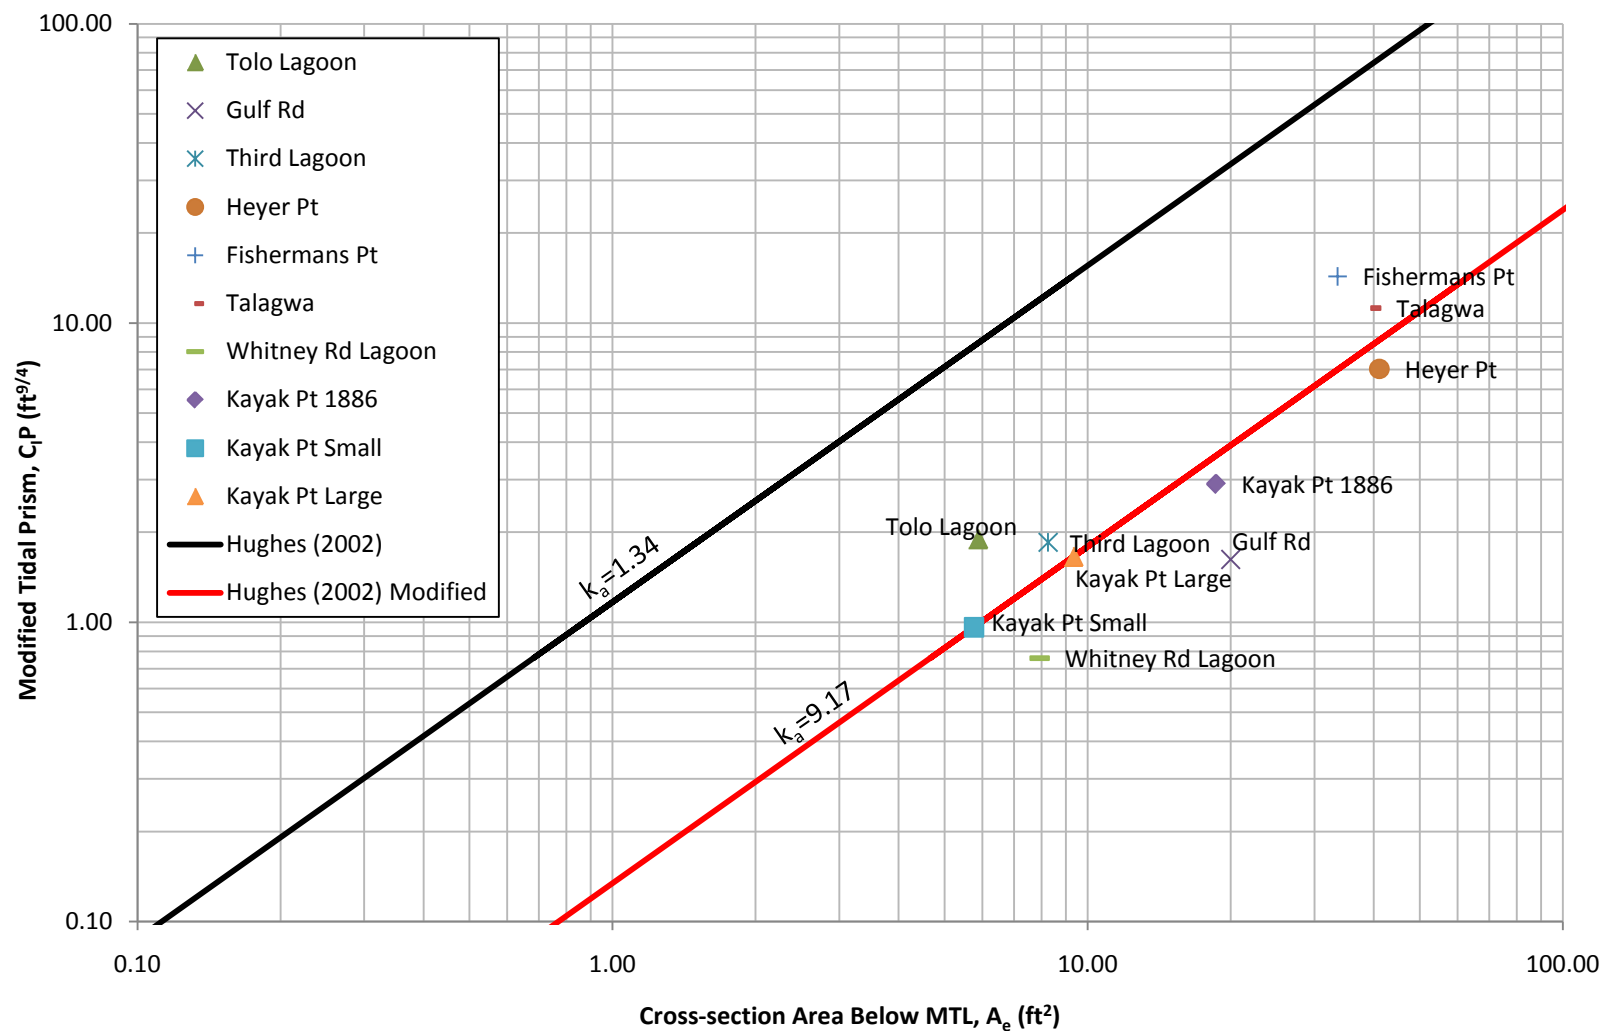 100.00
10.00
1.00
0.10
Modified Tidal Prism, CIP (ft9/4)
Tolo Lagoon
Gulf Rd
Third Lagoon
Heyer Pt
Fishermans Pt
Talagwa
Whitney Rd Lagoon
Kayak Pt 1886
Kayak Pt Small
Kayak Pt Large
Hughes (2002)
Hughes (2002) Modified
ka=1.34
ka=9.17
Fishermans Pt
Talagwa
Heyer Pt
Kayak Pt 1886
Tolo Lagoon
Third Lagoon
Gulf Rd
Kayak Pt Large
Kayak Pt Small
Whitney Rd Lagoon
0.10
1.00
10.00
100.00
Cross-section Area Below MTL, Ae (ft2)